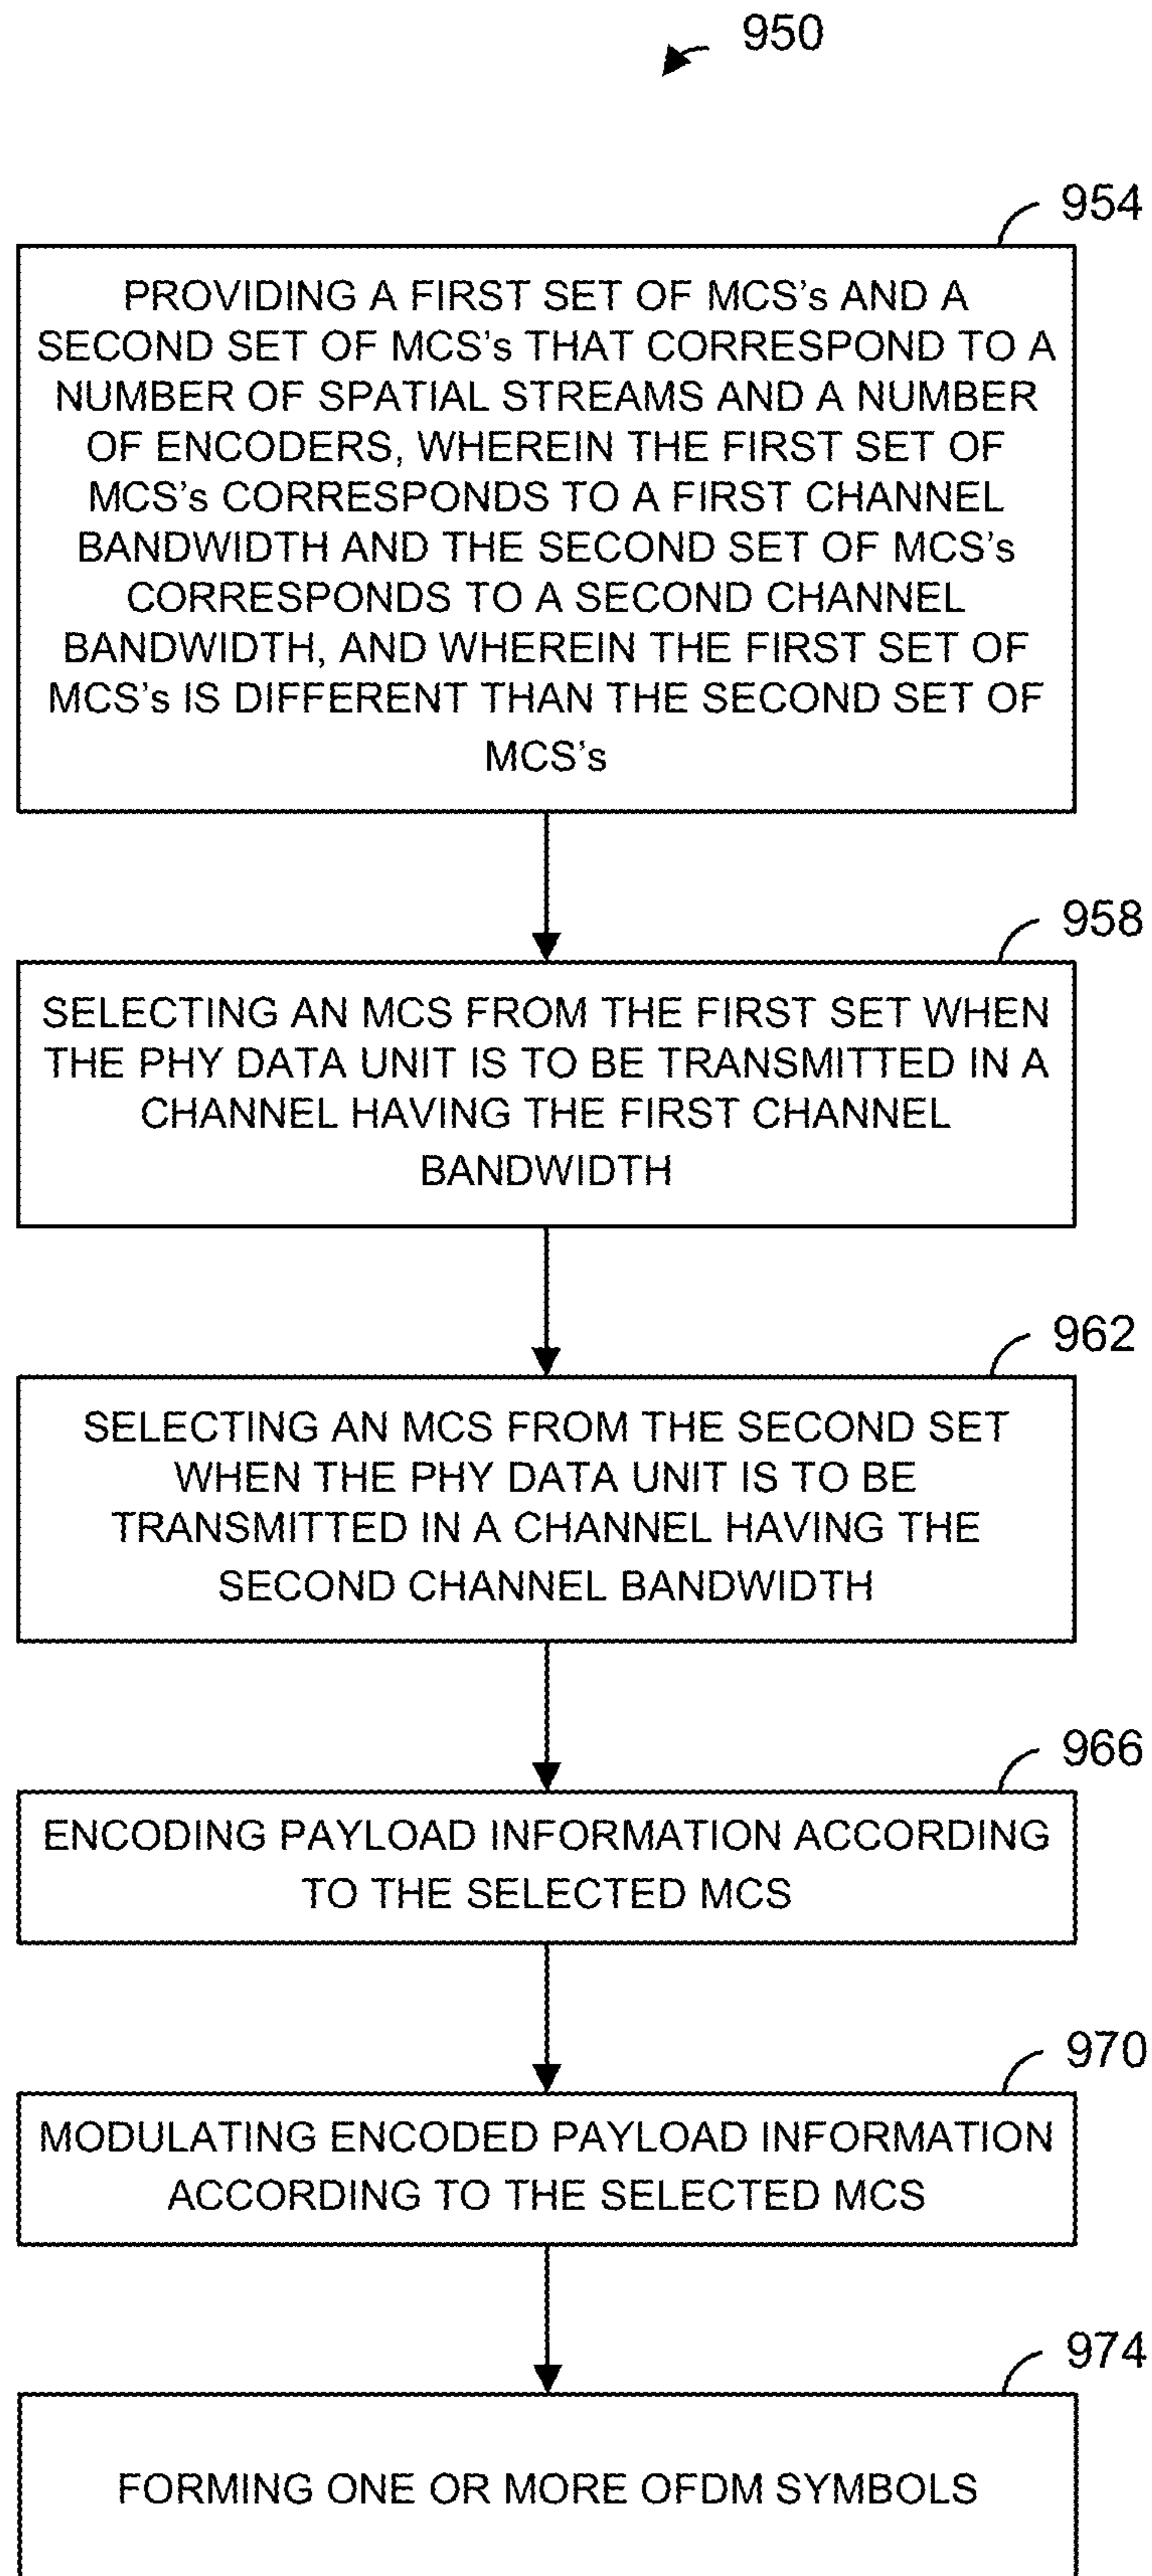 950
954
PROVIDING A FIRST SET OF MCS's AND A
SECOND SET OF MCS's THAT CORRESPOND TO A
NUMBER OF SPATIAL STREAMS AND A NUMBER
OF ENCODERS, WHEREIN THE FIRST SET OF
MCS's CORRESPONDS TO A FIRST CHANNEL
BANDWIDTH AND THE SECOND SET OF MCS's
CORRESPONDS TO A SECOND CHANNEL
BANDWIDTH, AND WHEREIN THE FIRST SET OF
MCS's IS DIFFERENT THAN THE SECOND SET OF
MCS's
958
SELECTING AN MCS FROM THE FIRST SET WHEN
THE PHY DATA UNIT IS TO BE TRANSMITTED IN A
CHANNEL HAVING THE FIRST CHANNEL
BANDWIDTH
962
SELECTING AN MCS FROM THE SECOND SET
WHEN THE PHY DATA UNIT IS TO BE
TRANSMITTED IN A CHANNEL HAVING THE
SECOND CHANNEL BANDWIDTH
966
ENCODING PAYLOAD INFORMATION ACCORDING
TO THE SELECTED MCS
970
MODULATING ENCODED PAYLOAD INFORMATION
ACCORDING TO THE SELECTED MCS
974
FORMING ONE OR MORE OFDM SYMBOLS